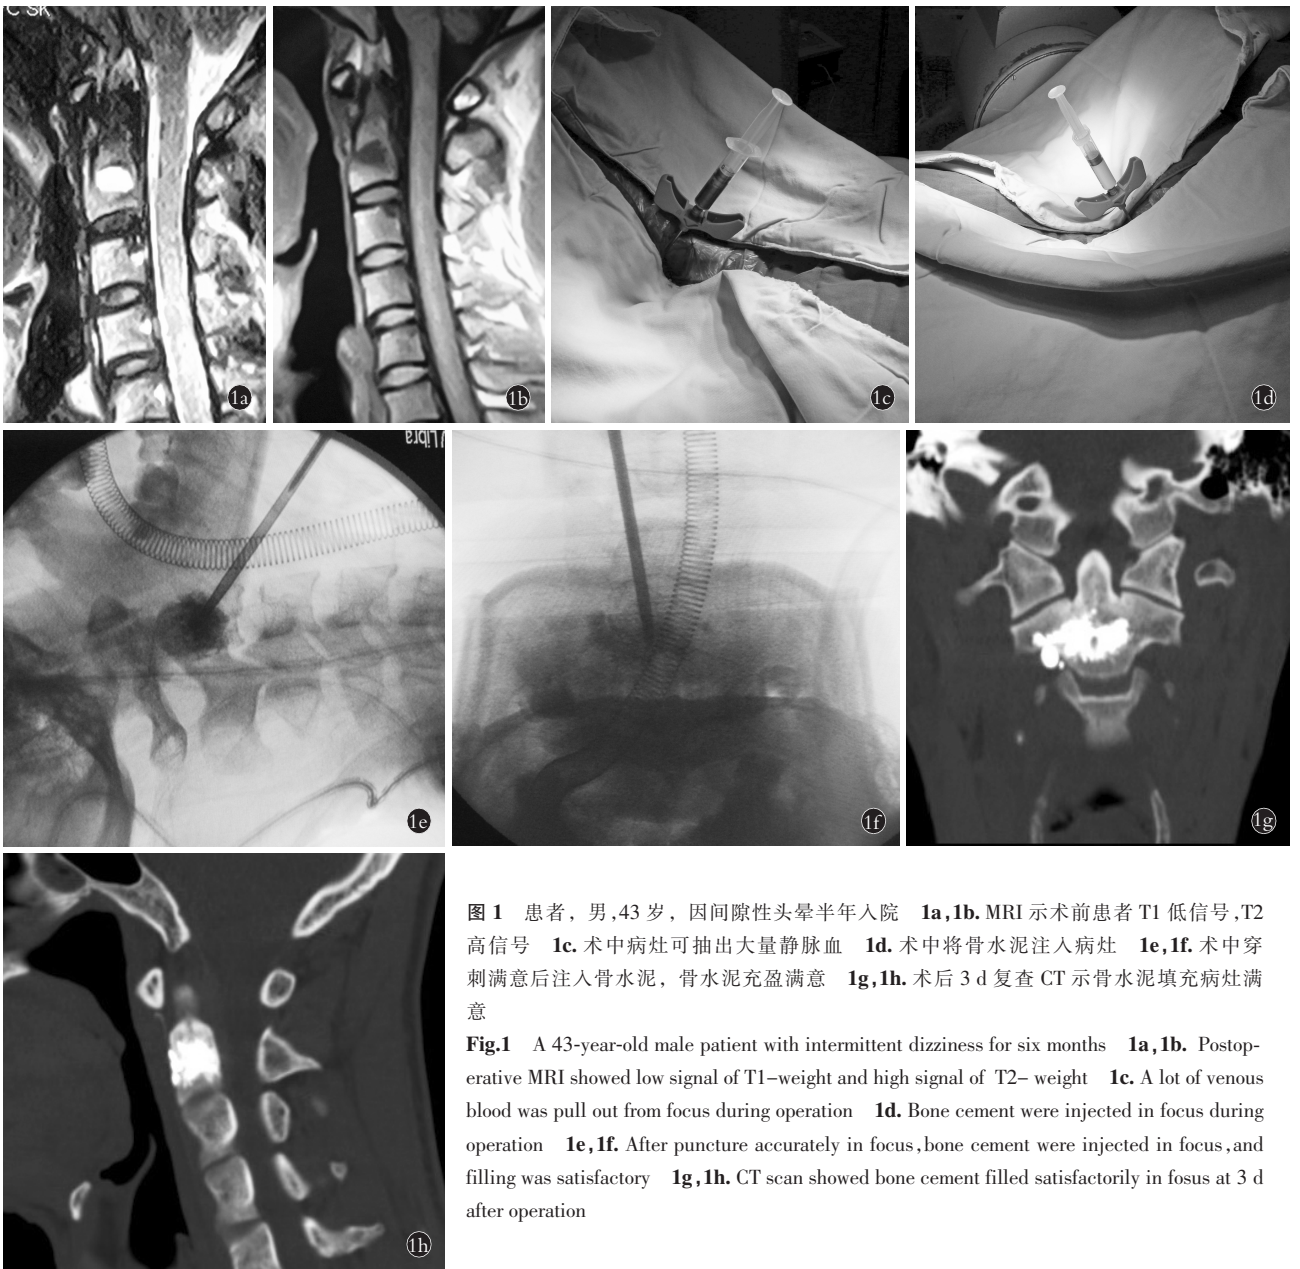 C SK
1a
1b
1c
1d
Libra
1e
1f
1g
1h
图 1 患者，男,43 岁，因间隙性头晕半年入院 1a,1b. MRI 示术前患者 T1 低信号,T2
高信号 1c. 术中病灶可抽出大量静脉血 1d. 术中将骨水泥注入病灶 1e,1f. 术中穿
刺满意后注入骨水泥，骨水泥充盈满意 1g,1h. 术后 3 d 复查 CT 示骨水泥填充病灶满
意
Fig.1 A 43-year-old male patient with intermittent dizziness for six months 1a,1b. Postop-
erative MRI showed low signal of T1-weight and high signal of T2- weight 1c. A lot of venous
blood was pull out from focus during operation 1d. Bone cement were injected in focus during
operation 1e,1f. After puncture accurately in focus,bone cement were injected in focus,and
filling was satisfactory 1g,1h. CT scan showed bone cement filled satisfactorily in fosus at 3 d
after operation